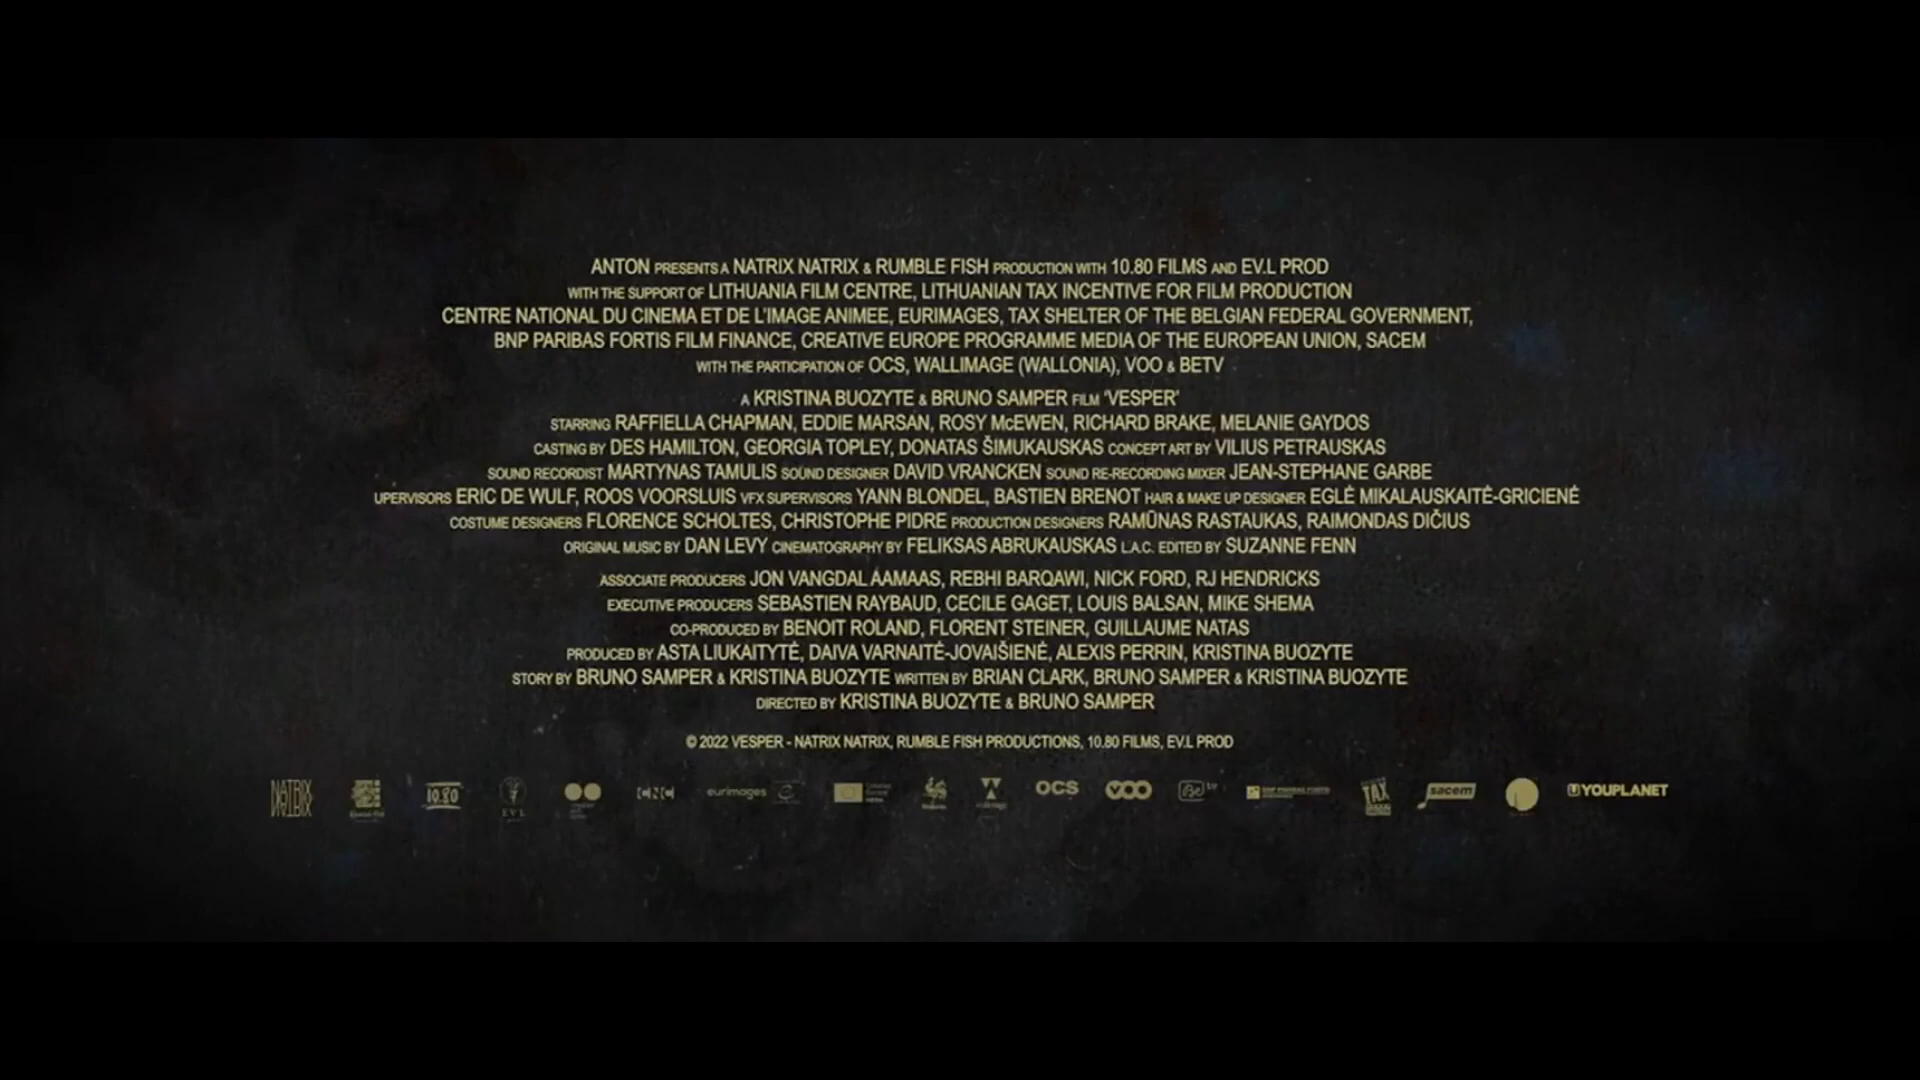 ANTON PRESENTS A NATRIX NATRIX & RUMBLE FISH PRODUCTION WITH 10.80 FILMS AND EV.L PROD
WITH THE SUPPORT OF LITHUANIA FILM CENTRE, LITHUANIAN TAX INCENTIVE FOR FILM PRODUCTION
CENTRE NATIONAL DU CINEMA ET DE L'IMAGE ANIMEE, EURIMAGES, TAX SHELTER OF THE BELGIAN FEDERAL GOVERNMENT,
BNP PARIBAS FORTIS FILM FINANCE, CREATIVE EUROPE PROGRAMME MEDIA OF THE EUROPEAN UNION, SACEM
WITH THE PARTICIPATION OF OCS, WALLIMAGE (WALLONIA), VOO & BETV
A KRISTINA BUOZYTE & BRUNO SAMPER FILM 'VESPER'
STARRING RAFFIELLA CHAPMAN, EDDIE MARSAN, ROSY McEWEN, RICHARD BRAKE, MELANIE GAYDOS
CASTING BY DES HAMILTON, GEORGIA TOPLEY, DONATAS ŠIMUKAUSKAS CONCEPT ART BY VILIUS PETRAUSKAS
SOUND RECORDIST MARTYNAS TAMULIS SOUND DESIGNER DAVID VRANCKEN SOUND RE-RECORDING MIXER JEAN-STEPHANE GARBE
UPERVISORS ERIC DE WULF, ROOS VOORSLUIS VFX SUPERVISORS YANN BLONDEL, BASTIEN BRENOT HAIR & MAKE UP DESIGNER EGLĖ MIKALAUSKAITĖ-GRICIENĖ
COSTUME DESIGNERS FLORENCE SCHOLTES, CHRISTOPHE PIDRE PRODUCTION DESIGNERS RAMŪNAS RASTAUKAS, RAIMONDAS DIČIUS
ORIGINAL MUSIC BY DAN LEVY CINEMATOGRAPHY BY FELIKSAS ABRUKAUSKAS L.A.C. EDITED BY SUZANNE FENN
ASSOCIATE PRODUCERS JON VANGDAL AAMAAS, REBHI BARQAWI, NICK FORD, RJ HENDRICKS
EXECUTIVE PRODUCERS SEBASTIEN RAYBAUD, CECILE GAGET, LOUIS BALSAN, MIKE SHEMA
CO-PRODUCED BY BENOIT ROLAND, FLORENT STEINER, GUILLAUME NATAS
PRODUCED BY ASTA LIUKAITYTĖ, DAIVA VARNAITĖ-JOVAIŠIENĖ, ALEXIS PERRIN, KRISTINA BUOZYTE
STORY BY BRUNO SAMPER & KRISTINA BUOZYTE WRITTEN BY BRIAN CLARK, BRUNO SAMPER & KRISTINA BUOZYTE
DIRECTED BY KRISTINA BUOZYTE & BRUNO SAMPER
© 2022 VESPER - NATRIX NATRIX, RUMBLE FISH PRODUCTIONS, 10.80 FILMS, EV.L PROD
NATRIX NATRIX 10.80 EVL CNC eurimages OCS VOO Be tv BNP PARIBAS FORTIS TAX sacem YOUPLANET